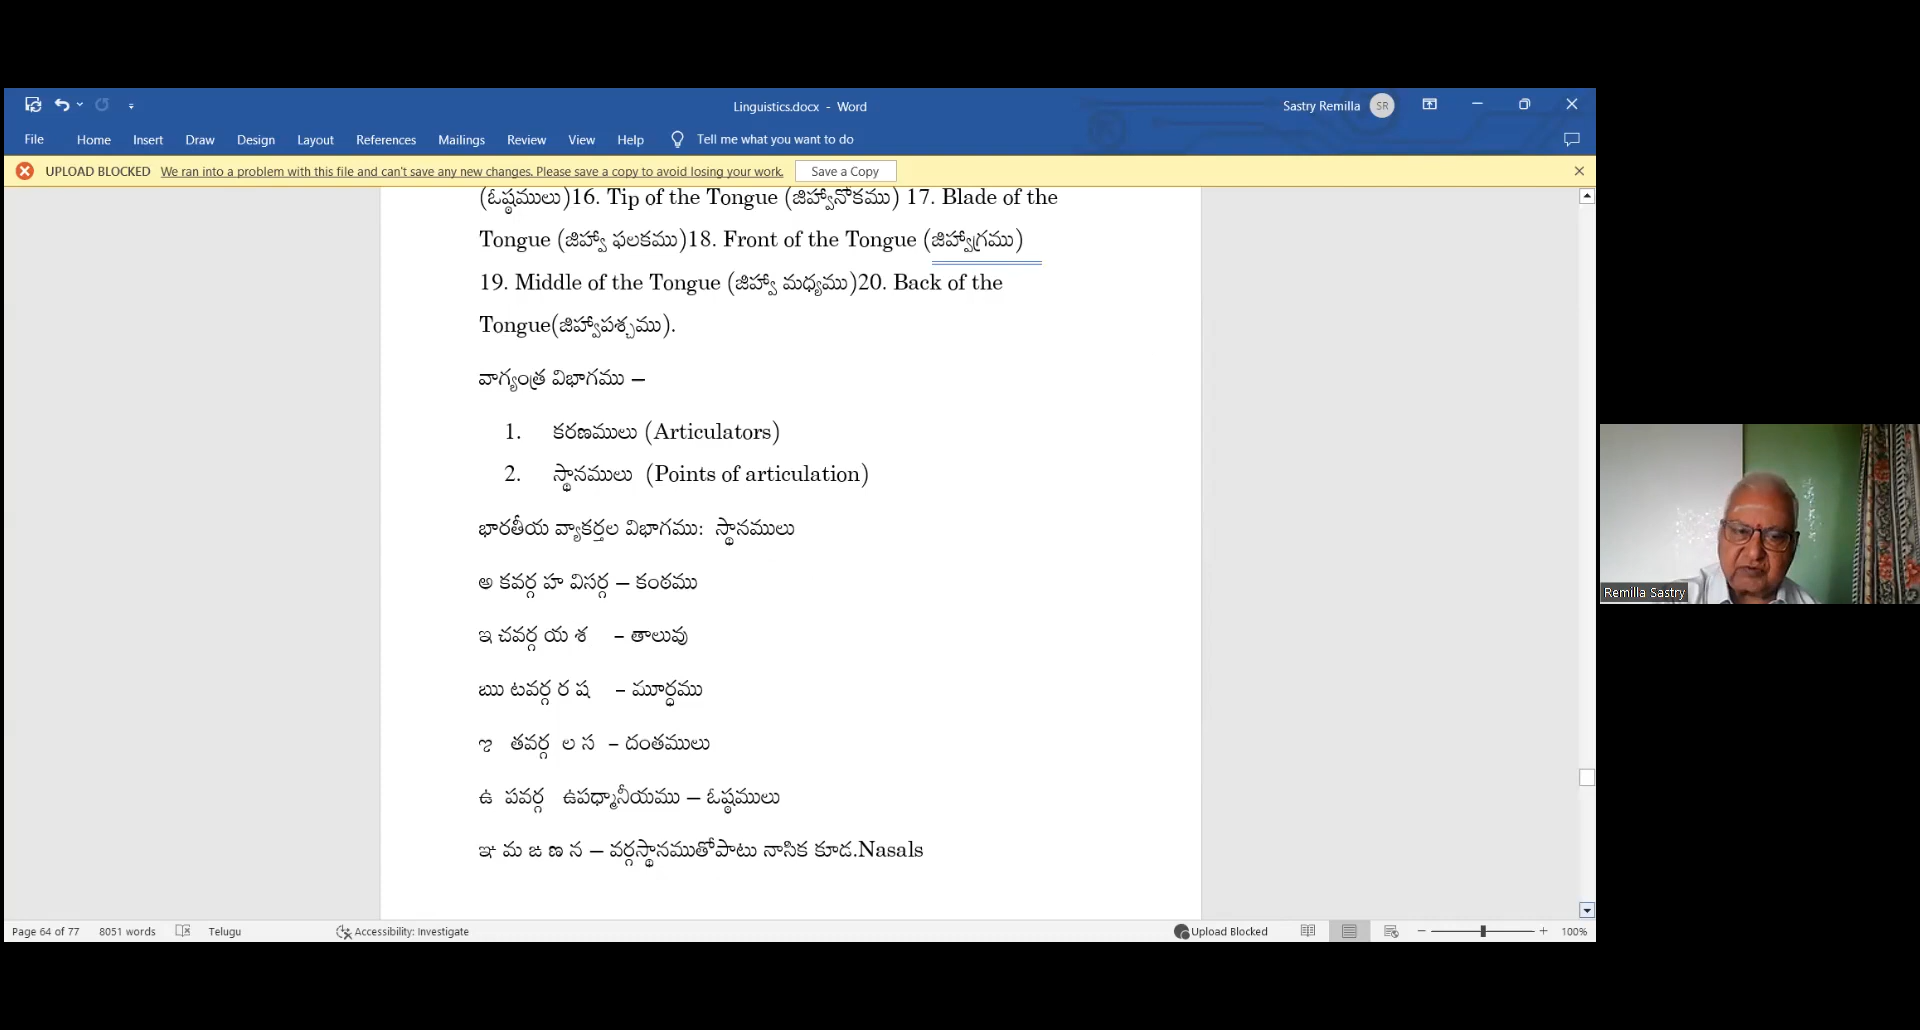 Linguistics.docx - Word
Sastry Remilla SR
File Home Insert Draw Design Layout References Mailings Review View Help Tell me what you want to do
UPLOAD BLOCKED We ran into a problem with this file and can't save any new changes. Please save a copy to avoid losing your work. Save a Copy
(ఓష్ఠములు)16. Tip of the Tongue (జిహ్వానోకము) 17. Blade of the
Tongue (జిహ్వా ఫలకము)18. Front of the Tongue (జిహ్వాగ్రము)
19. Middle of the Tongue (జిహ్వా మధ్యము)20. Back of the
Tongue(జిహ్వాపశ్చము).
వాగ్యంత్ర విభాగము –
1. కరణములు (Articulators)
2. స్థానములు (Points of articulation)
భారతీయ వ్యాకర్తల విభాగము: స్థానములు
అ కవర్గ హ విసర్గ – కంఠము
ఇ చవర్గ య శ – తాలువు
ఋ టవర్గ ర ష – మూర్ధము
ఌ తవర్గ ల స – దంతములు
ఉ పవర్గ ఉపధ్మానీయము – ఓష్ఠములు
ఞ మ ఙ ణ న – వర్గస్థానముతోపాటు నాసిక కూడ.Nasals
Remilla Sastry
Page 64 of 77 8051 words Telugu Accessibility: Investigate Upload Blocked 100%